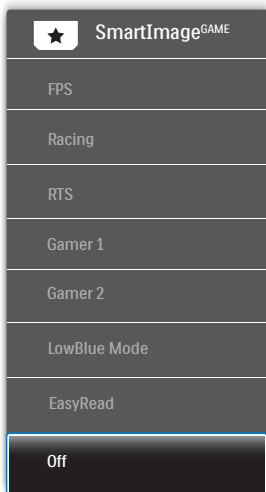 SmartImageGAME
FPS
Racing
RTS
Gamer 1
Gamer 2
LowBlue Mode
EasyRead
Off